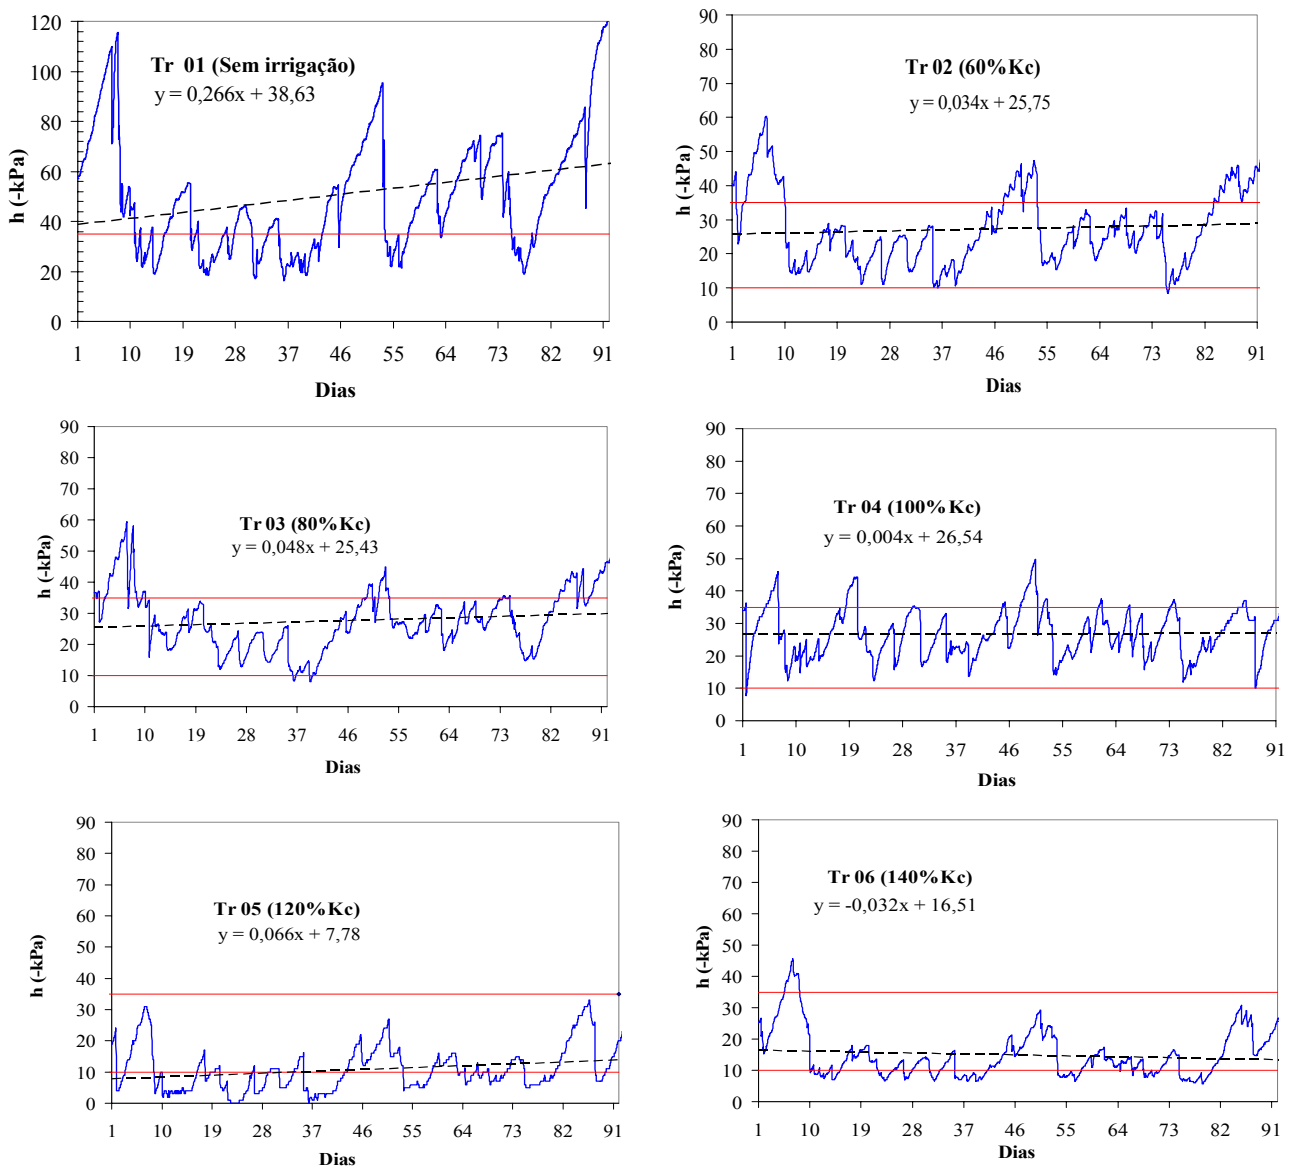 120
100
80
60
40
20
0
h (-kPa)
Tr 01 (Sem irrigação)
y = 0,266x + 38,63
1 10 19 28 37 46 55 64 73 82 91
Dias
90
80
70
60
50
40
30
20
10
0
h (-kPa)
Tr 02 (60%Kc)
y = 0,034x + 25,75
1 10 19 28 37 46 55 64 73 82 91
Dias
90
80
70
60
50
40
30
20
10
0
h (-kPa)
Tr 03 (80%Kc)
y = 0,048x + 25,43
1 10 19 28 37 46 55 64 73 82 91
Dias
90
80
70
60
50
40
30
20
10
0
h (-kPa)
Tr 04 (100%Kc)
y = 0,004x + 26,54
1 10 19 28 37 46 55 64 73 82 91
Dias
90
80
70
60
50
40
30
20
10
0
h (-kPa)
Tr 05 (120%Kc)
y = 0,066x + 7,78
1 10 19 28 37 46 55 64 73 82 91
Dias
90
80
70
60
50
40
30
20
10
0
h (-kPa)
Tr 06 (140%Kc)
y = -0,032x + 16,51
1 10 19 28 37 46 55 64 73 82 91
Dias